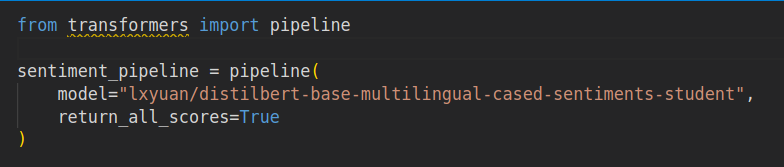 from transformers import pipeline
sentiment_pipeline = pipeline(
    model="lxyuan/distilbert-base-multilingual-cased-sentiments-student",
    return_all_scores=True
)